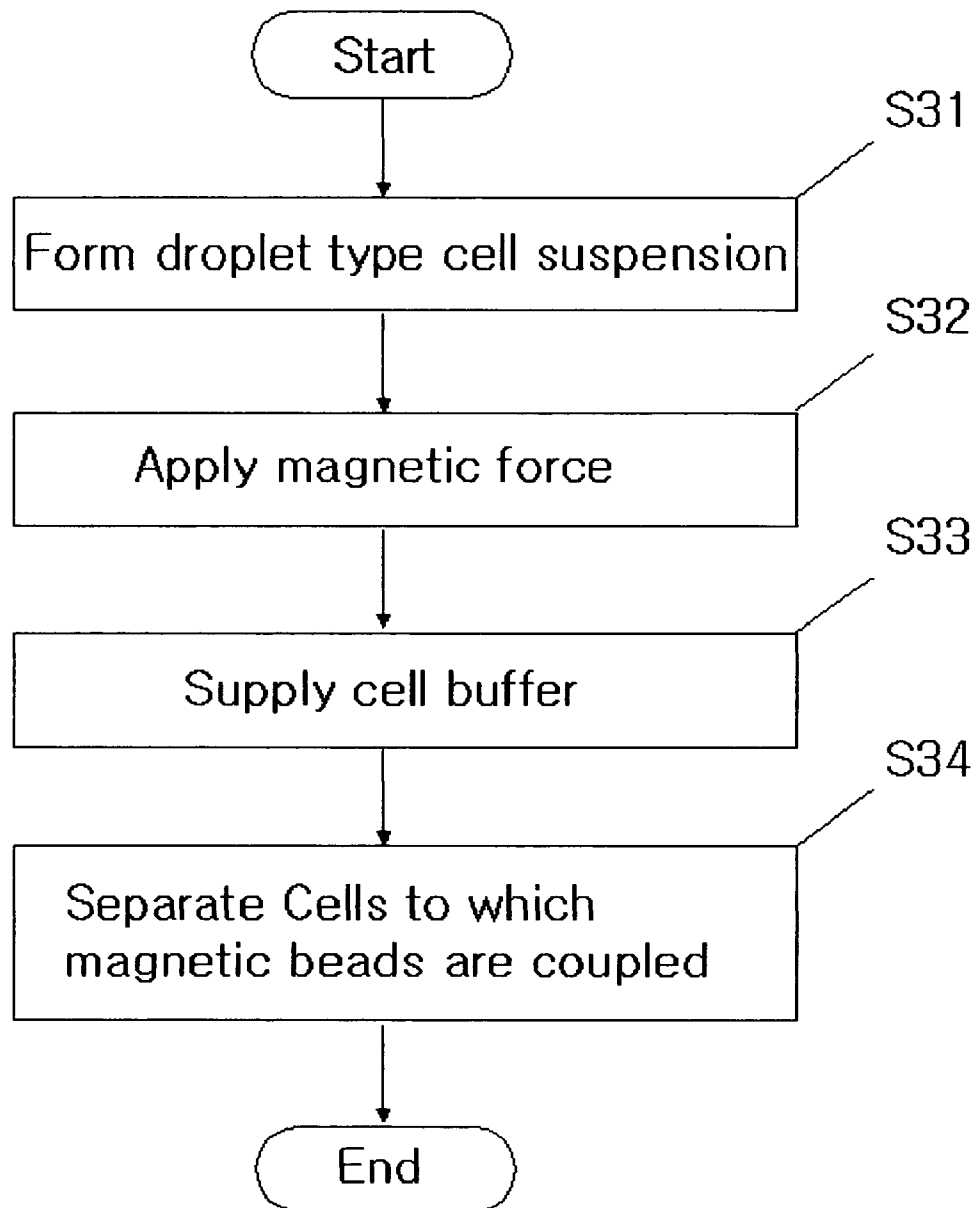 Start
S31
Form droplet type cell suspension
S32
Apply magnetic force
S33
Supply cell buffer
S34
Separate Cells to which
magnetic beads are coupled
End